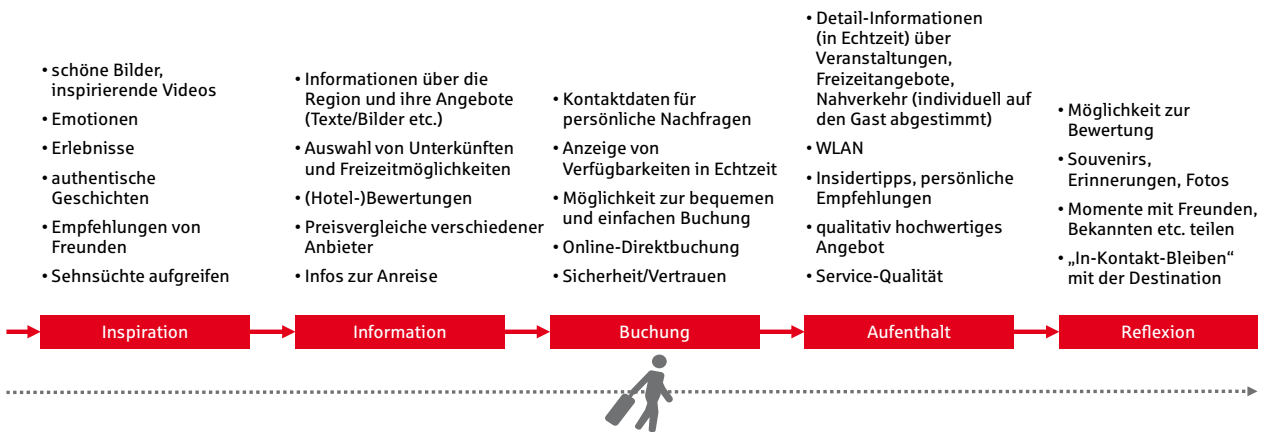 • schöne Bilder,
inspirierende Videos
• Emotionen
• Erlebnisse
• authentische
Geschichten
• Empfehlungen von
Freunden
• Sehnsüchte aufgreifen
• Informationen über die
Region und ihre Angebote
(Texte/Bilder etc.)
• Auswahl von Unterkünften
und Freizeitmöglichkeiten
• (Hotel-)Bewertungen
• Preisvergleiche verschiedener
Anbieter
• Infos zur Anreise
• Kontaktdaten für
persönliche Nachfragen
• Anzeige von
Verfügbarkeiten in Echtzeit
• Möglichkeit zur bequemen
und einfachen Buchung
• Online-Direktbuchung
• Sicherheit/Vertrauen
• Detail-Informationen
(in Echtzeit) über
Veranstaltungen,
Freizeitangebote,
Nahverkehr (individuell auf
den Gast abgestimmt)
• WLAN
• Insidertipps, persönliche
Empfehlungen
• qualitativ hochwertiges
Angebot
• Service-Qualität
• Möglichkeit zur
Bewertung
• Souvenirs,
Erinnerungen, Fotos
• Momente mit Freunden,
Bekannten etc. teilen
• „In-Kontakt-Bleiben“
mit der Destination
Inspiration
Information
Buchung
Aufenthalt
Reflexion